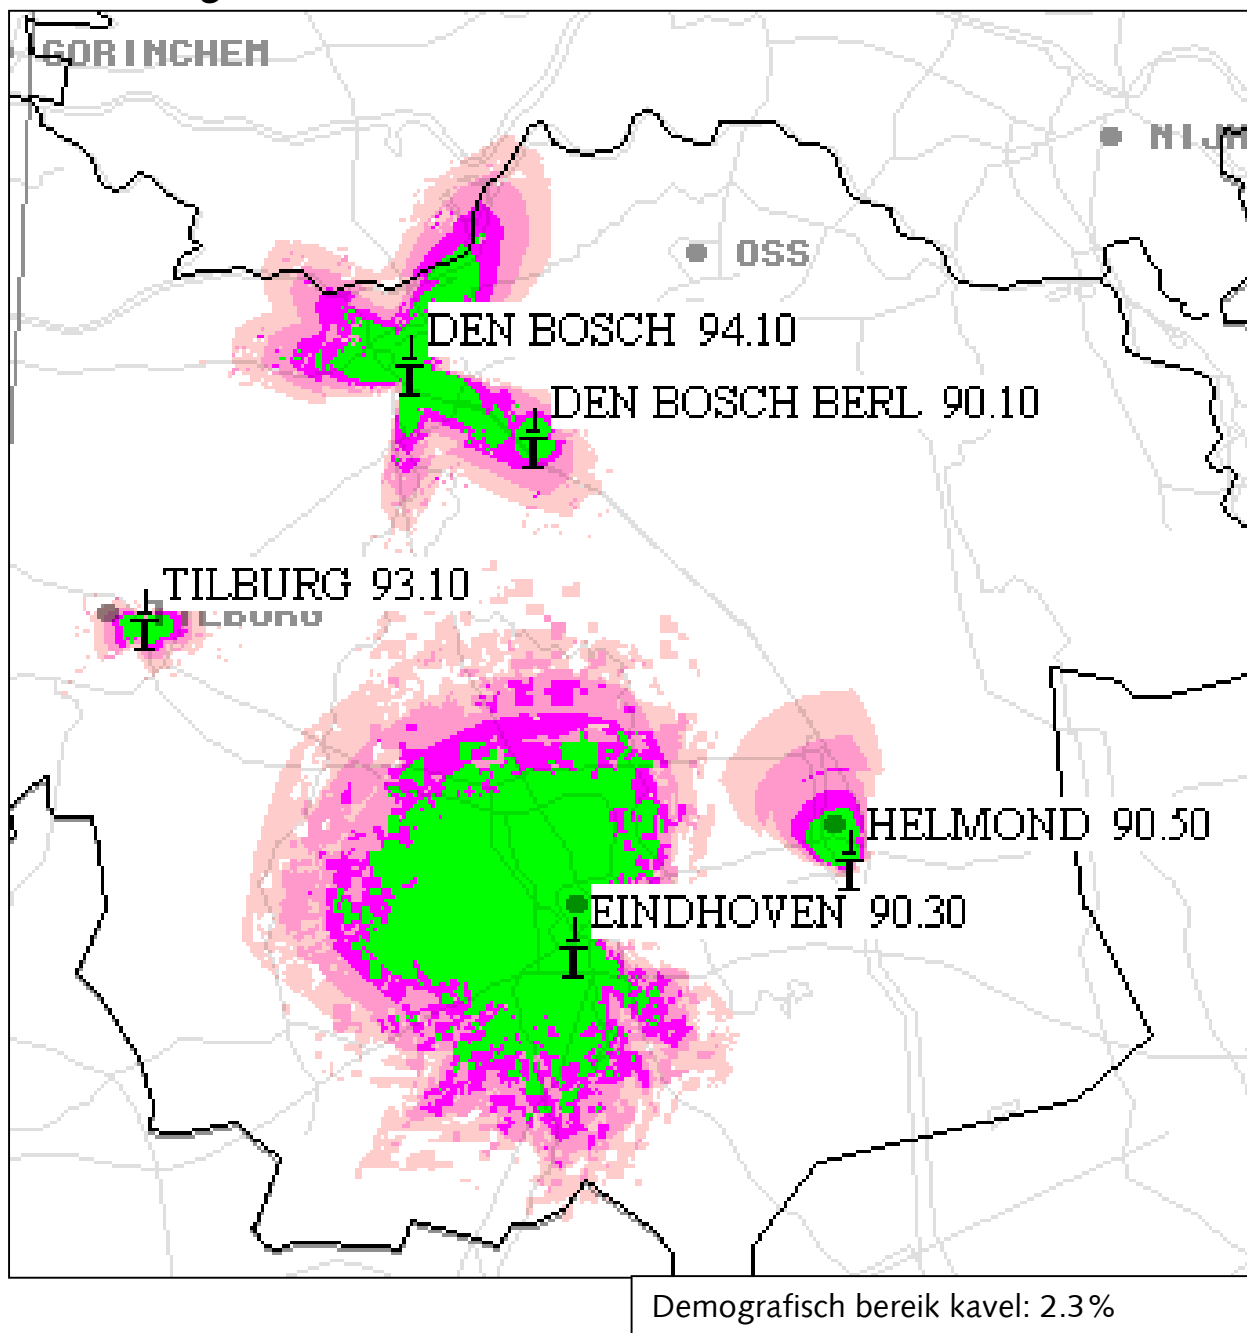 GORINCHEM
NIJM
OSS
DEN BOSCH 94.10
DEN BOSCH BERL 90.10
TILBURG 93.10
TILBURG
HELMOND 90.50
EINDHOVEN 90.30
Demografisch bereik kavel: 2.3%